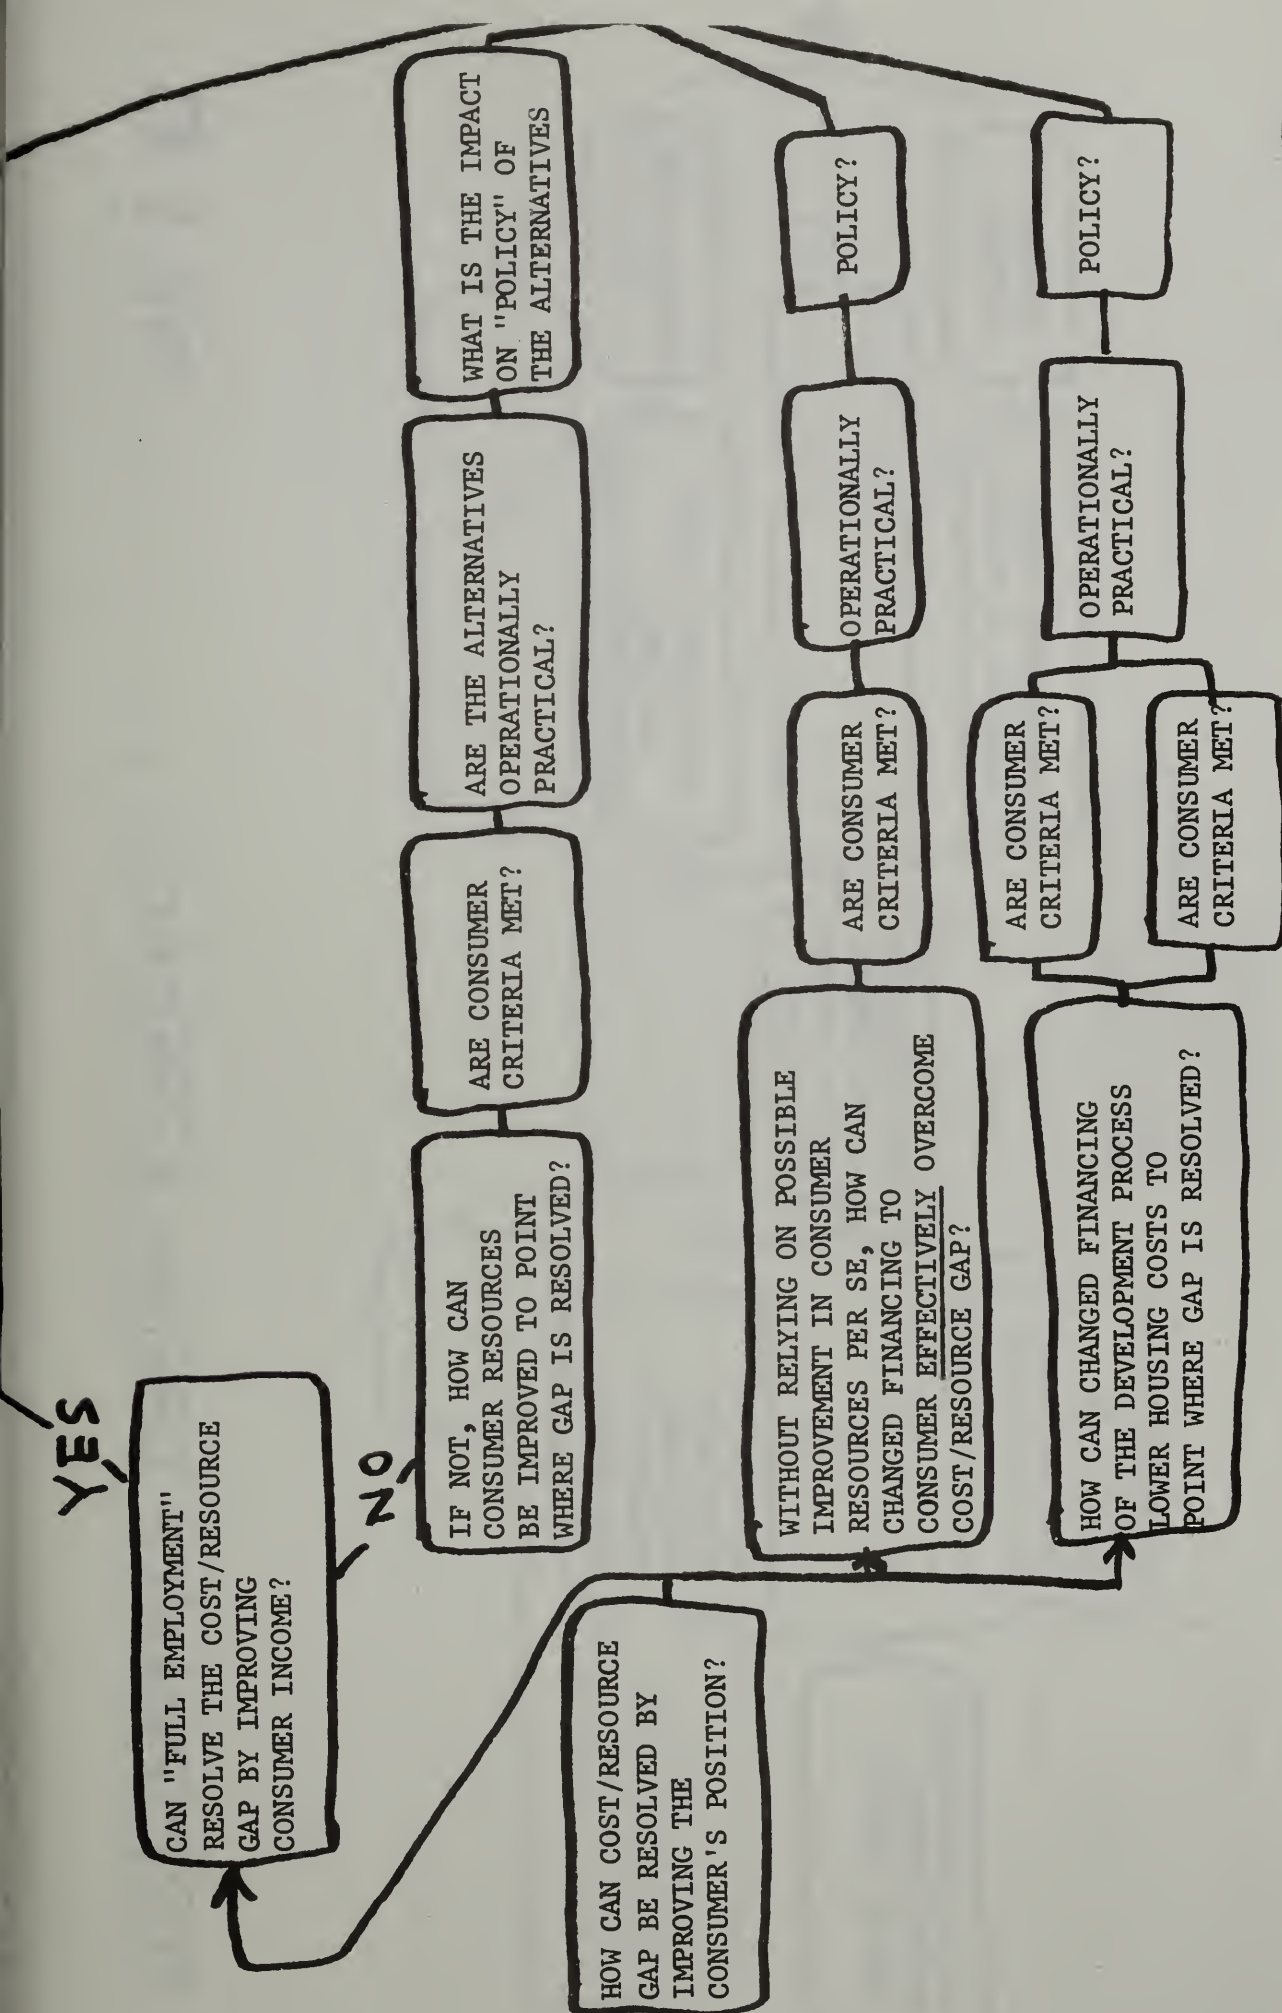 HOW CAN COST/RESOURCE
GAP BE RESOLVED BY
IMPROVING THE
CONSUMER'S POSITION?
CAN "FULL EMPLOYMENT"
RESOLVE THE COST/RESOURCE
GAP BY IMPROVING
CONSUMER INCOME?
YES
NO
IF NOT, HOW CAN
CONSUMER RESOURCES
BE IMPROVED TO POINT
WHERE GAP IS RESOLVED?
ARE CONSUMER
CRITERIA MET?
ARE THE ALTERNATIVES
OPERATIONALLY
PRACTICAL?
WHAT IS THE IMPACT
ON "POLICY" OF
THE ALTERNATIVES
WITHOUT RELYING ON POSSIBLE
IMPROVEMENT IN CONSUMER
RESOURCES PER SE, HOW CAN
CHANGED FINANCING TO
CONSUMER EFFECTIVELY OVERCOME
COST/RESOURCE GAP?
ARE CONSUMER
CRITERIA MET?
OPERATIONALLY
PRACTICAL?
POLICY?
HOW CAN CHANGED FINANCING
OF THE DEVELOPMENT PROCESS
LOWER HOUSING COSTS TO
POINT WHERE GAP IS RESOLVED?
ARE CONSUMER
CRITERIA MET?
ARE CONSUMER
CRITERIA MET?
OPERATIONALLY
PRACTICAL?
POLICY?